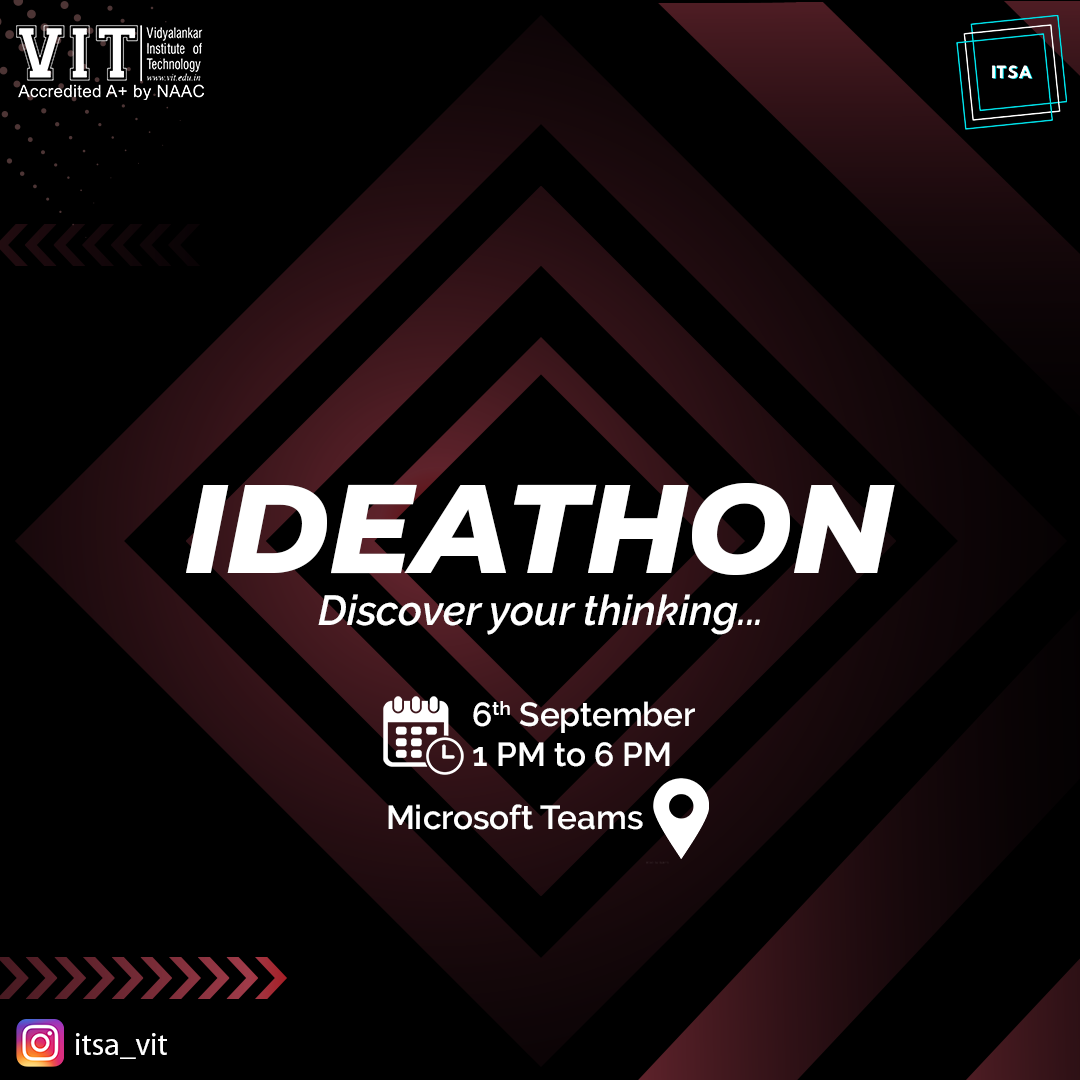 VIT
Vidyalankar
Institute of
Technology
www.vit.edu.in
Accredited A+ by NAAC
ITSA
IDEATHON
Discover your thinking...
6th September
1 PM to 6 PM
Microsoft Teams
itsa_vit